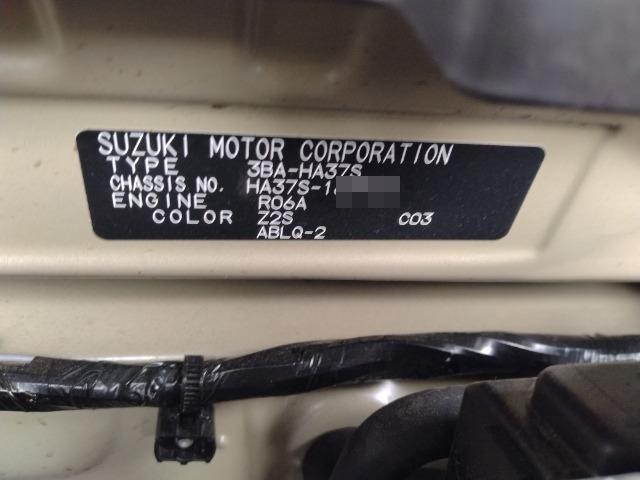 SUZUKI MOTOR CORPORATION
TYPE 3BA-HA37S
CHASSIS NO. HA37S-1
ENGINE R06A
COLOR Z2S C03
ABLQ-2